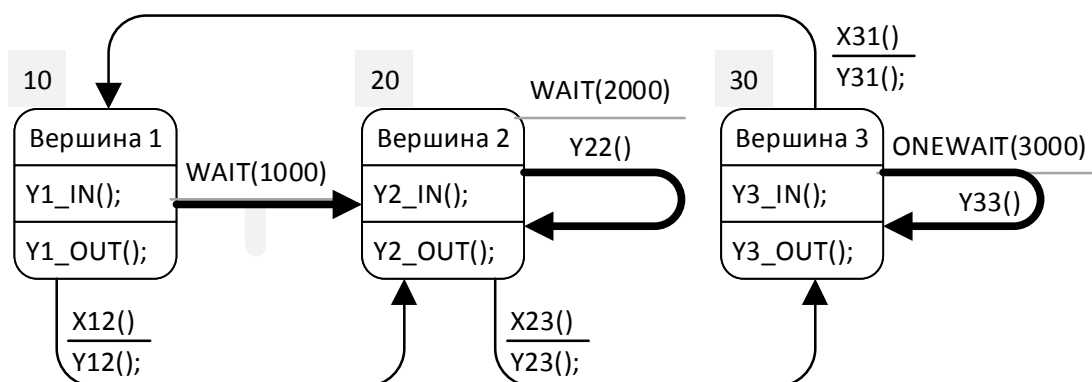 X31()
Y31();
10
20
30
WAIT(2000)
Вершина 1
Вершина 2
Вершина 3
Y22()
ONEWAIT(3000)
WAIT(1000)
Y1_IN();
Y2_IN();
Y3_IN();
Y33()
Y1_OUT();
Y2_OUT();
Y3_OUT();
X12()
Y12();
X23()
Y23();